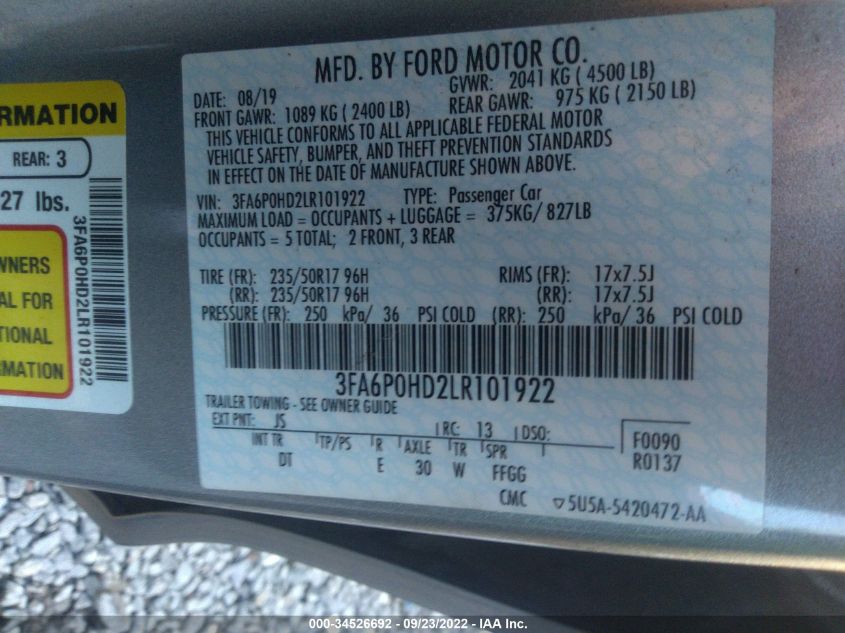 RMATION
REAR: 3
27 lbs.
3FA6P0HD2LR101922
WNERS
AL FOR
TIONAL
RMATION
MFD. BY FORD MOTOR CO.
DATE: 08/19 GVWR: 2041 KG ( 4500 LB)
FRONT GAWR: 1089 KG ( 2400 LB) REAR GAWR: 975 KG ( 2150 LB)
THIS VEHICLE CONFORMS TO ALL APPLICABLE FEDERAL MOTOR
VEHICLE SAFETY, BUMPER, AND THEFT PREVENTION STANDARDS
IN EFFECT ON THE DATE OF MANUFACTURE SHOWN ABOVE.
VIN: 3FA6P0HD2LR101922 TYPE: Passenger Car
MAXIMUM LOAD = OCCUPANTS + LUGGAGE = 375KG/ 827LB
OCCUPANTS = 5 TOTAL; 2 FRONT, 3 REAR
TIRE (FR): 235/50R17 96H RIMS (FR): 17x7.5J
(RR): 235/50R17 96H (RR): 17x7.5J
PRESSURE (FR): 250 kPa/ 36 PSI COLD (RR): 250 kPa/ 36 PSI COLD
3FA6P0HD2LR101922
TRAILER TOWING - SEE OWNER GUIDE
EXT PNT: JS RC: 13 DSO: F0090
INT TR TP/PS R AXLE TR SPR R0137
DT E 30 W FFGG
CMC ▽5U5A-5420472-AA
000-34526692 - 09/23/2022 - IAA Inc.